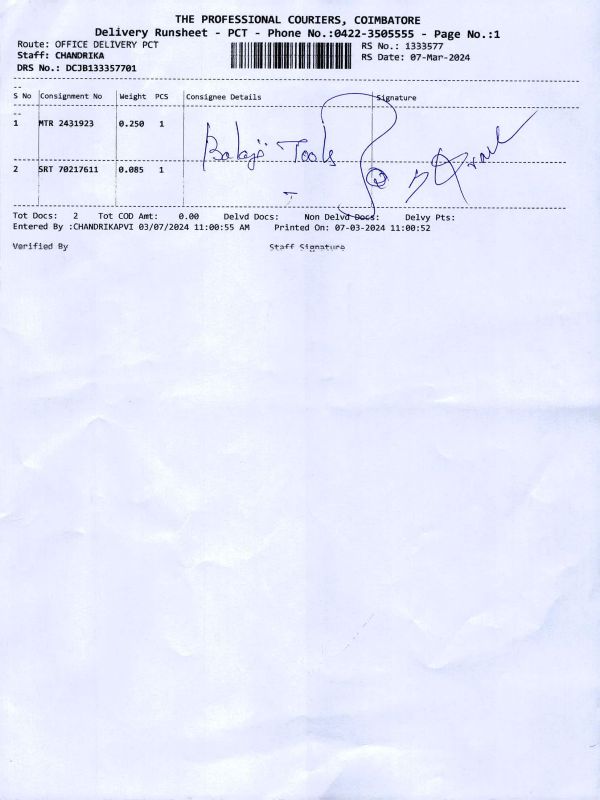 THE PROFESSIONAL COURIERS, COIMBATORE
Delivery Runsheet - PCT - Phone No.:0422-3505555 - Page No.:1
Route: OFFICE DELIVERY PCT RS No.: 1333577
Staff: CHANDRIKA RS Date: 07-Mar-2024
DRS No.: DCJB133357701
S No Consignment No Weight PCS Consignee Details Signature
1 MTR 2431923 0.250 1
Balaji Tools
2 SRT 70217611 0.085 1
Tot Docs: 2 Tot COD Amt: 0.00 Delvd Docs: Non Delvd Docs: Delvy Pts:
Entered By :CHANDRIKAPVI 03/07/2024 11:00:55 AM Printed On: 07-03-2024 11:00:52
Verified By Staff Signature